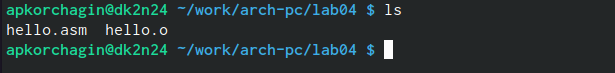 apkorchagin@dk2n24 ~/work/arch-pc/lab04 $ ls
hello.asm  hello.o
apkorchagin@dk2n24 ~/work/arch-pc/lab04 $